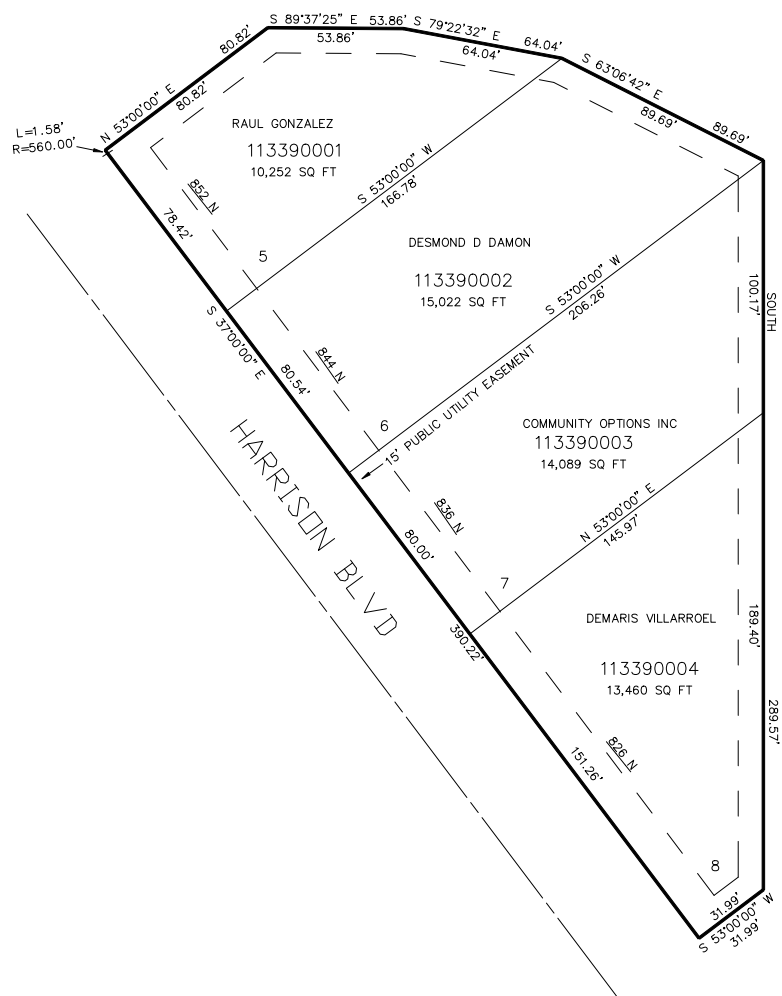 S 89°37'25" E 53.86'
S 79°22'32" E 64.04'
80.82'
53.86'
64.04'
S 63°06'42" E
89.69'
N 53°00'00" E
80.82'
89.69'
L=1.58'
R=560.00'
RAUL GONZALEZ
113390001
10,252 SQ FT
S 53°00'00" W
166.78'
852 N
78.42'
5
DESMOND D DAMON
113390002
15,022 SQ FT
S 53°00'00" W
206.26'
100.17'
SOUTH
S 37°00'00" E
844 N
80.54'
15' PUBLIC UTILITY EASEMENT
6
COMMUNITY OPTIONS INC
113390003
14,089 SQ FT
HARRISON BLVD
836 N
80.00'
N 53°00'00" E
145.97'
7
390.22'
DEMARIS VILLARROEL
113390004
13,460 SQ FT
189.40'
289.57'
826 N
151.26'
8
31.99'
S 53°00'00" W
31.99'